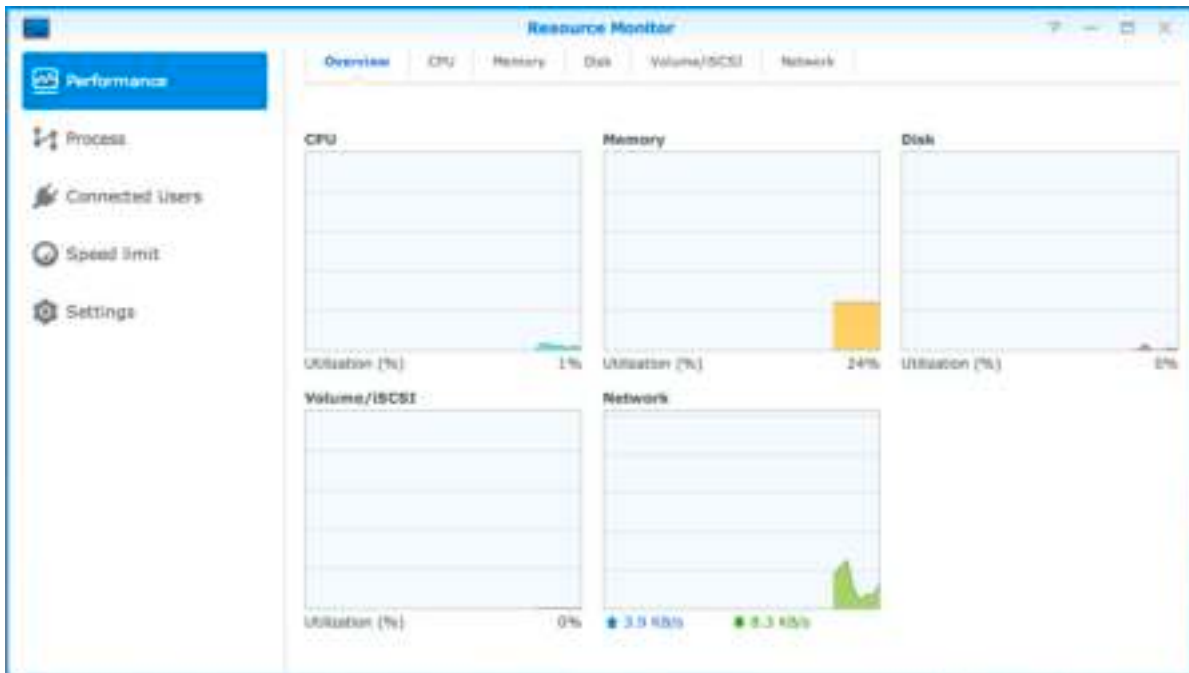 Resource Monitor
Performance
Process
Connected Users
Speed limit
Settings
Overview CPU Memory Disk Volume/iSCSI Network
CPU Memory Disk
Utilization (%) 1% Utilization (%) 24% Utilization (%) 0%
Volume/iSCSI Network
Utilization (%) 0% 3.9 KB/s 8.3 KB/s